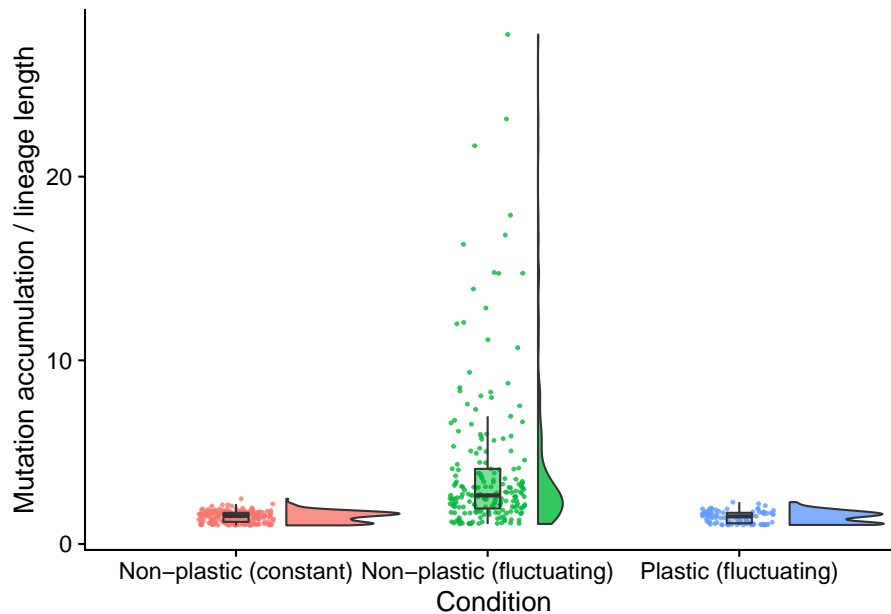 Mutation accumulation / lineage length
20
10
0
Non−plastic (constant) Non−plastic (fluctuating) Plastic (fluctuating)
Condition